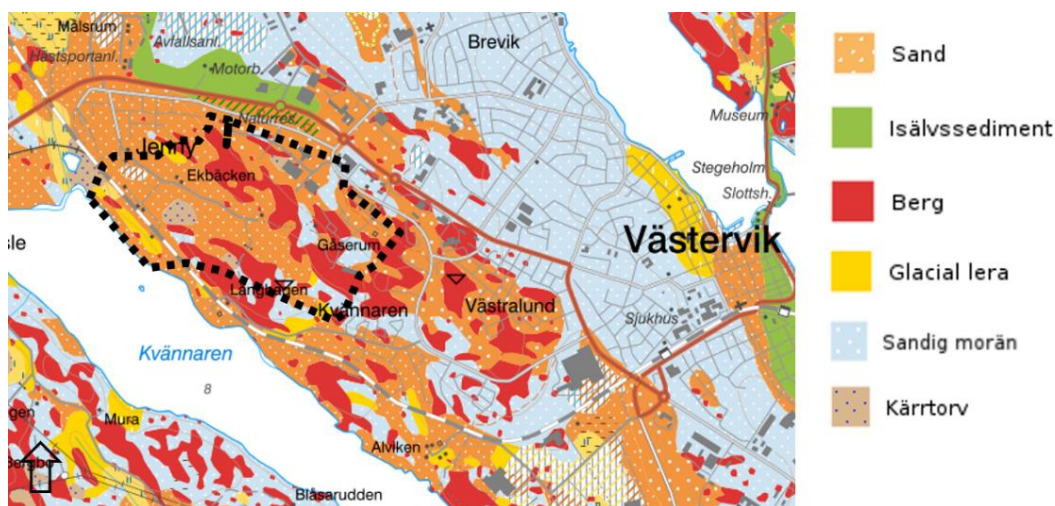 Målsrum
Avfallsanl.
Hästsportanl.
Motorb.
Brevik
Museum
Naturres.
Jenny
Ekbäcken
Stegeholm
Slottsh.
Västervik
Gåserum
Långhagen
Kvännaren
Västralund
Sjukhus
Kvännaren
8
Mura
Alviken
Blåsarudden
Sand
Isälvssediment
Berg
Glacial lera
Sandig morän
Kärrtorv